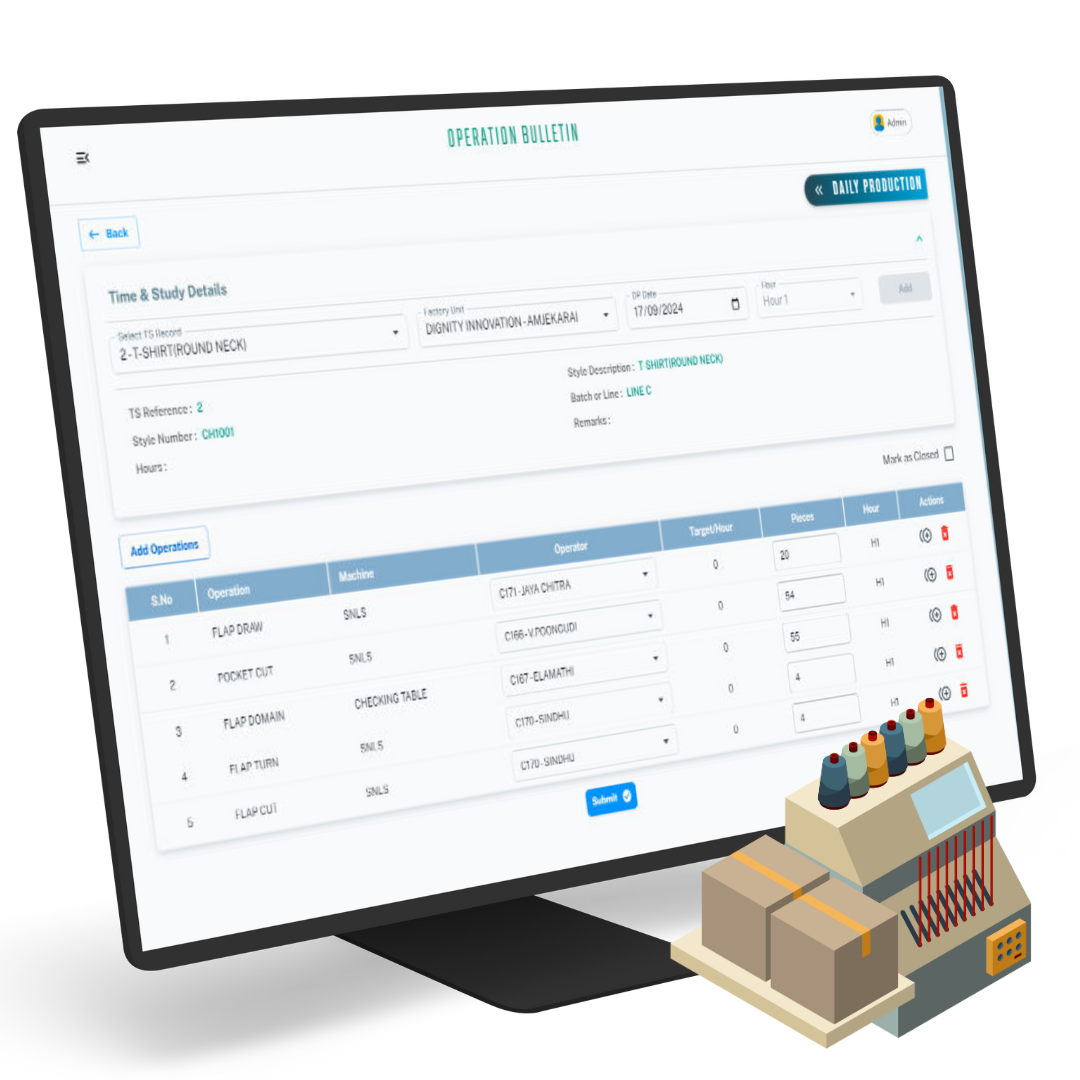 OPERATION BULLETIN
Admin
« DAILY PRODUCTION
← Back
Time & Study Details
Select TS Record
2-T-SHIRT(ROUND NECK)
Factory Unit
DIGNITY INNOVATION-AMJEKARAI
DP Date
17/09/2024
Hour
Hour 1
Add
TS Reference : 2
Style Description : T SHIRT(ROUND NECK)
Style Number : CH1001
Batch or Line : LINE C
Hours :
Remarks :
Mark as Closed
Add Operations
S.No Operation Machine Operator Target/Hour Pieces Hour Actions
1 FLAP DRAW SNLS C171-JAYA CHITRA 0 20 H1
2 POCKET CUT SNLS C166-V.POONGUDI 0 54 H1
3 FLAP DOMAIN CHECKING TABLE C167-ELAMATHI 0 55 H1
4 FLAP TURN SNLS C170-SINDHU 0 4 H1
5 FLAP CUT SNLS C170-SINDHU 0 4 H1
Submit